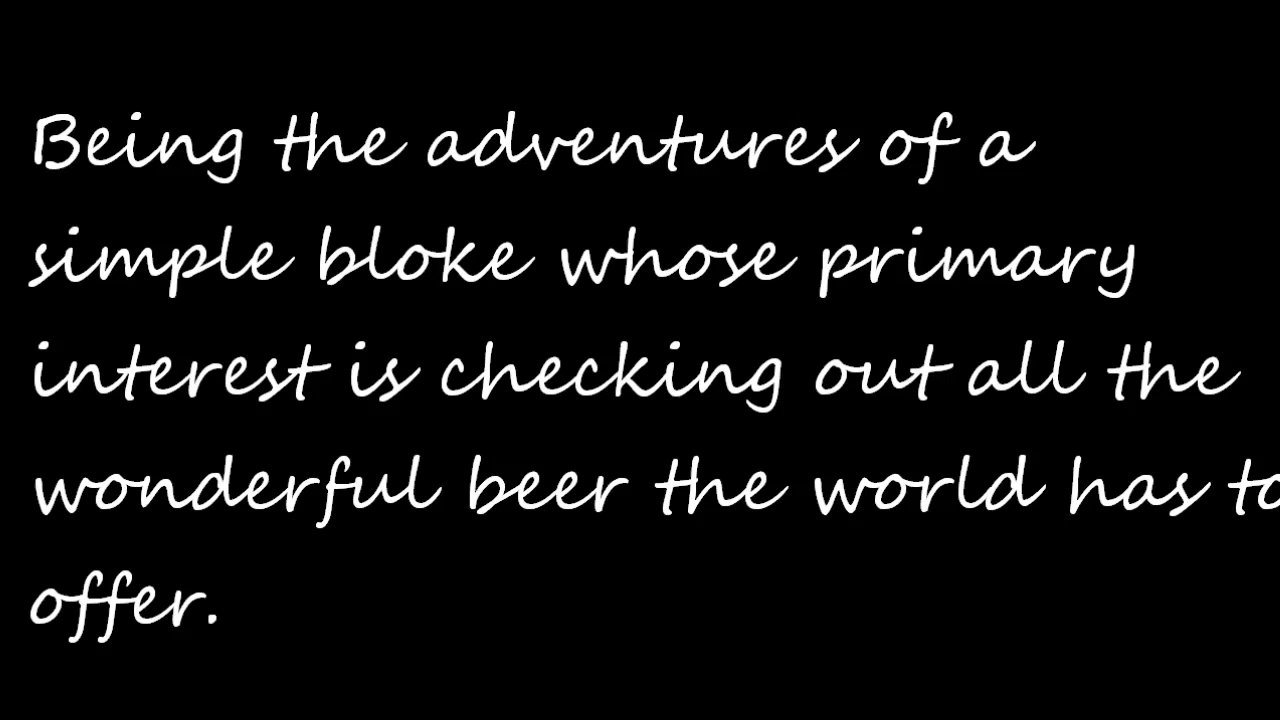 Being the adventures of a
simple bloke whose primary
interest is checking out all the
wonderful beer the world has to
offer.